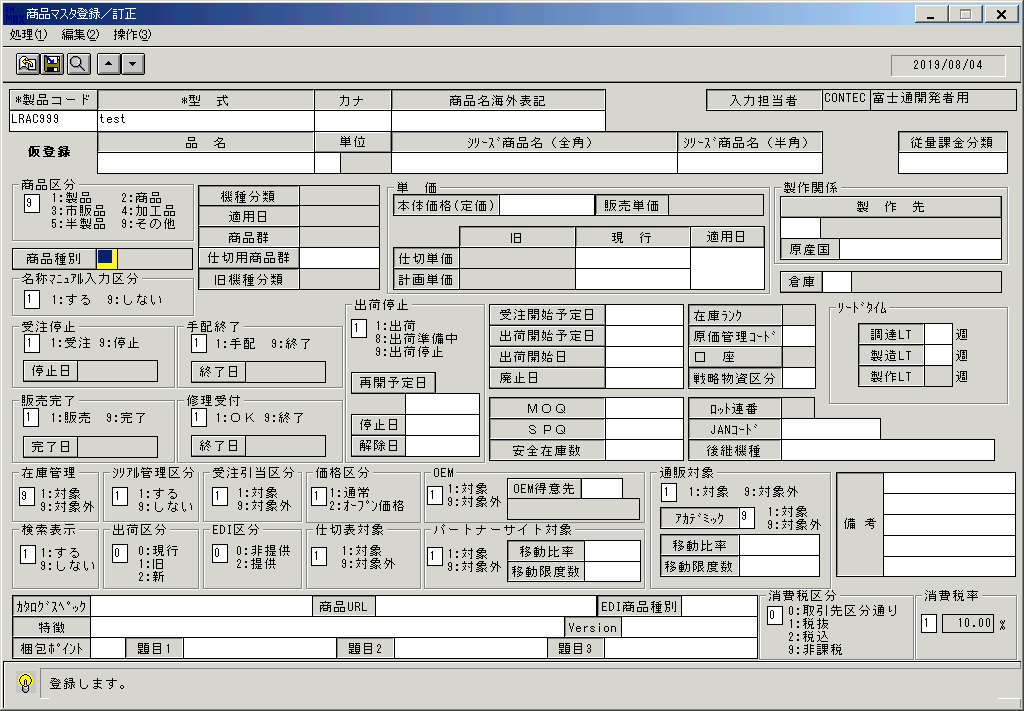 商品マスタ登録／訂正
処理(1) 編集(2) 操作(3)
2019/08/04
*製品コード *型 式 カナ 商品名海外表記 入力担当者 CONTEC 富士通開発者用
LRAC999 test
仮登録 品 名 単位 ｼﾘｰｽﾞ商品名（全角） ｼﾘｰｽﾞ商品名（半角） 従量課金分類
商品区分
9 1:製品 2:商品
3:市販品 4:加工品
5:半製品 9:その他
商品種別
名称ﾏﾆｭｱﾙ入力区分
1 1:する 9:しない
機種分類
適用日
商品群
仕切用商品群
旧機種分類
単 価
本体価格(定価) 販売単価
旧 現 行 適用日
仕切単価
計画単価
製作関係
製 作 先
原産国
倉庫
受注停止
1 1:受注 9:停止
停止日
手配終了
1 1:手配 9:終了
終了日
出荷停止
1 1:出荷
8:出荷準備中
9:出荷停止
再開予定日
停止日
解除日
受注開始予定日
出荷開始予定日
出荷開始日
廃止日
在庫ﾗﾝｸ
原価管理ｺｰﾄﾞ
口 座
戦略物資区分
ﾘｰﾄﾞﾀｲﾑ
調達LT 週
製造LT 週
製作LT 週
販売完了
1 1:販売 9:完了
完了日
修理受付
1 1:ＯＫ 9:終了
終了日
ＭＯＱ
ＳＰＱ
安全在庫数
ﾛｯﾄ連番
JANｺｰﾄﾞ
後継機種
在庫管理
9 1:対象
9:対象外
ｼﾘｱﾙ管理区分
1 1:する
9:しない
受注引当区分
1 1:対象
9:対象外
価格区分
1 1:通常
2:ｵｰﾌﾟﾝ価格
OEM
1 1:対象
9:対象外
OEM得意先
通販対象
1 1:対象 9:対象外
ｱｶﾃﾞﾐｯｸ 9 1:対象
9:対象外
移動比率
移動限度数
備 考
検索表示
1 1:する
9:しない
出荷区分
0 0:現行
1:旧
2:新
EDI区分
0 0:非提供
2:提供
仕切表対象
1 1:対象
9:対象外
パートナーサイト対象
1 1:対象
9:対象外
移動比率
移動限度数
ｶﾀﾛｸﾞｽﾍﾟｯｸ 商品URL EDI商品種別
特徴 Version
梱包ﾎﾟｲﾝﾄ 題目1 題目2 題目3
消費税区分
0 0:取引先区分通り
1:税抜
2:税込
9:非課税
消費税率
1 10.00 %
登録します。